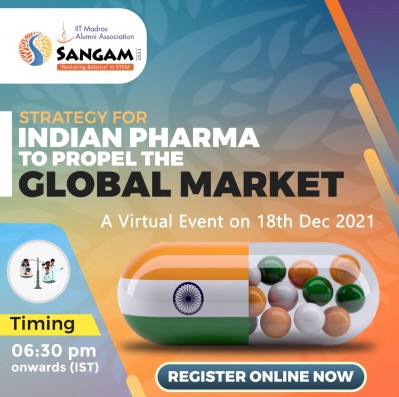 IIT Madras
Alumni Association
SANGAM
2021
'Restoring Balance' in STEM
STRATEGY FOR
INDIAN PHARMA
TO PROPEL THE
GLOBAL MARKET
A Virtual Event on 18th Dec 2021
Timing
06:30 pm
onwards (IST)
REGISTER ONLINE NOW